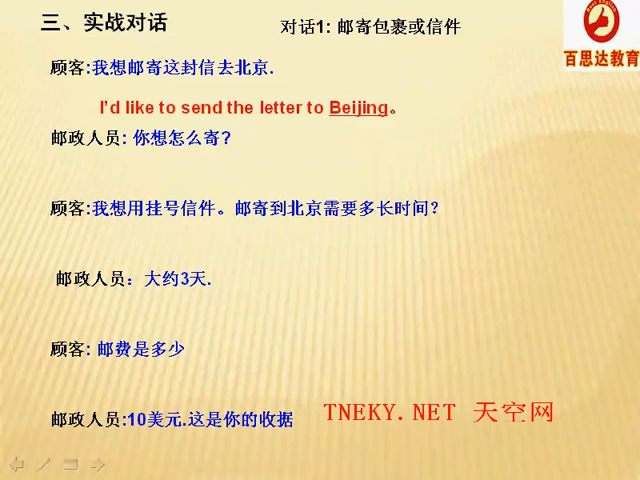 三、实战对话
对话1: 邮寄包裹或信件
百思达教育
顾客:我想邮寄这封信去北京.
I'd like to send the letter to Beijing。
邮政人员: 你想怎么寄?
顾客:我想用挂号信件。邮寄到北京需要多长时间?
邮政人员：大约3天.
顾客: 邮费是多少
邮政人员:10美元.这是你的收据
TNEKY.NET 天空网